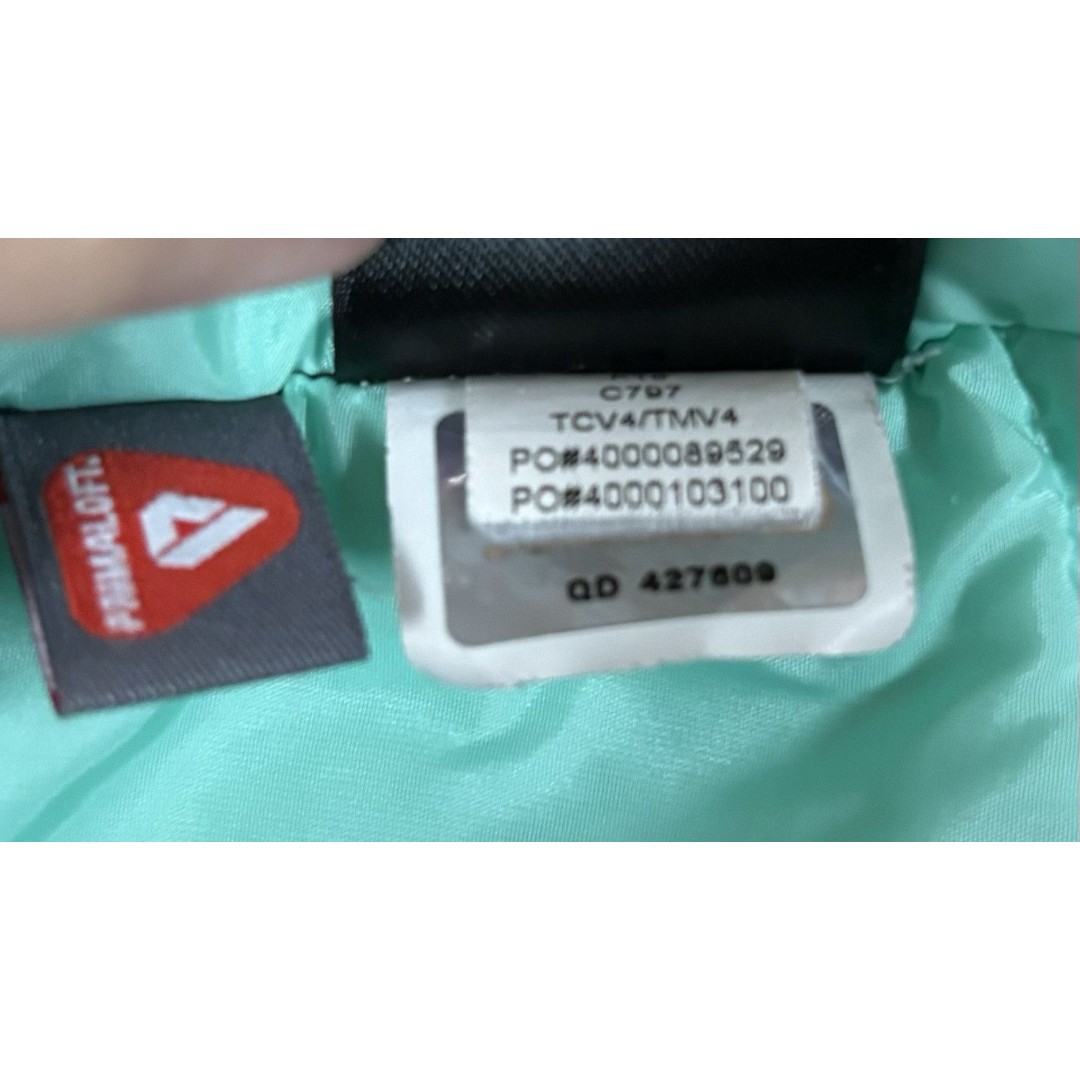 PRIMALOFT.
C797
TCV4/TMV4
PO#4000089529
PO#4000103100
QD 427609